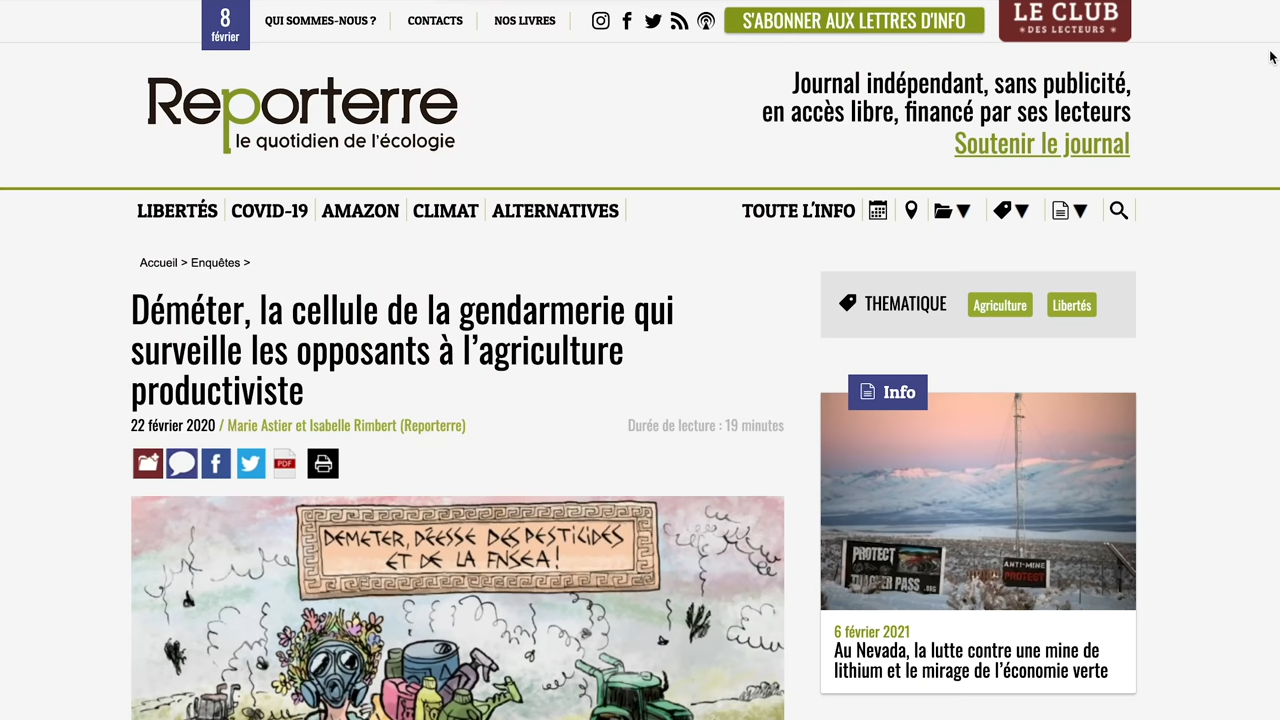 8
février
QUI SOMMES-NOUS ?
CONTACTS
NOS LIVRES
S'ABONNER AUX LETTRES D'INFO
LE CLUB
DES LECTEURS
Reporterre
le quotidien de l'écologie
Journal indépendant, sans publicité,
en accès libre, financé par ses lecteurs
Soutenir le journal
LIBERTÉS
COVID-19
AMAZON
CLIMAT
ALTERNATIVES
TOUTE L'INFO
Accueil > Enquêtes >
Déméter, la cellule de la gendarmerie qui
surveille les opposants à l'agriculture
productiviste
22 février 2020 / Marie Astier et Isabelle Rimbert (Reporterre)
Durée de lecture : 19 minutes
PDF
DEMETER, DÉESSE DES PESTICIDES
ET DE LA FNSEA !
THEMATIQUE
Agriculture
Libertés
Info
PROTECT
THACKER PASS .ORG
ANTI-MINE
PROTEST
6 février 2021
Au Nevada, la lutte contre une mine de
lithium et le mirage de l'économie verte